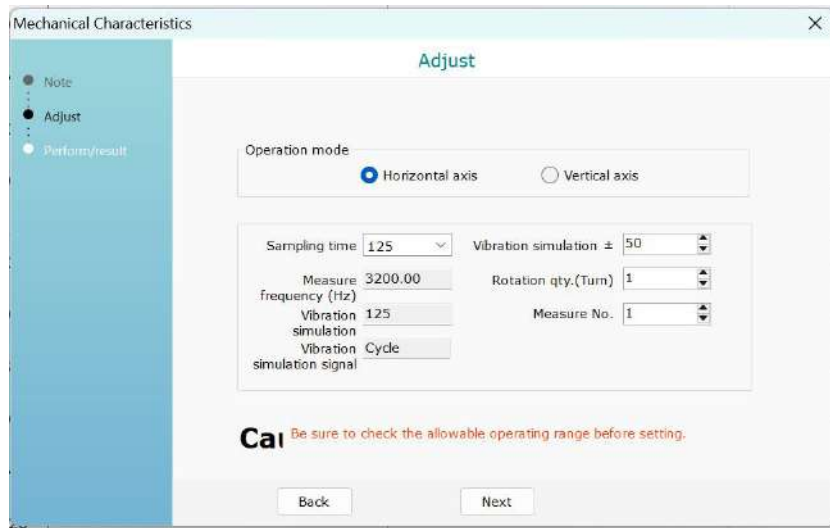 Mechanical Characteristics
Adjust
Note
Adjust
Perform/result
Operation mode
Horizontal axis
Vertical axis
Sampling time 125
Vibration simulation ± 50
Measure frequency (Hz) 3200.00
Rotation qty.(Turn) 1
Vibration simulation 125
Measure No. 1
Vibration simulation signal Cycle
Be sure to check the allowable operating range before setting.
Back
Next